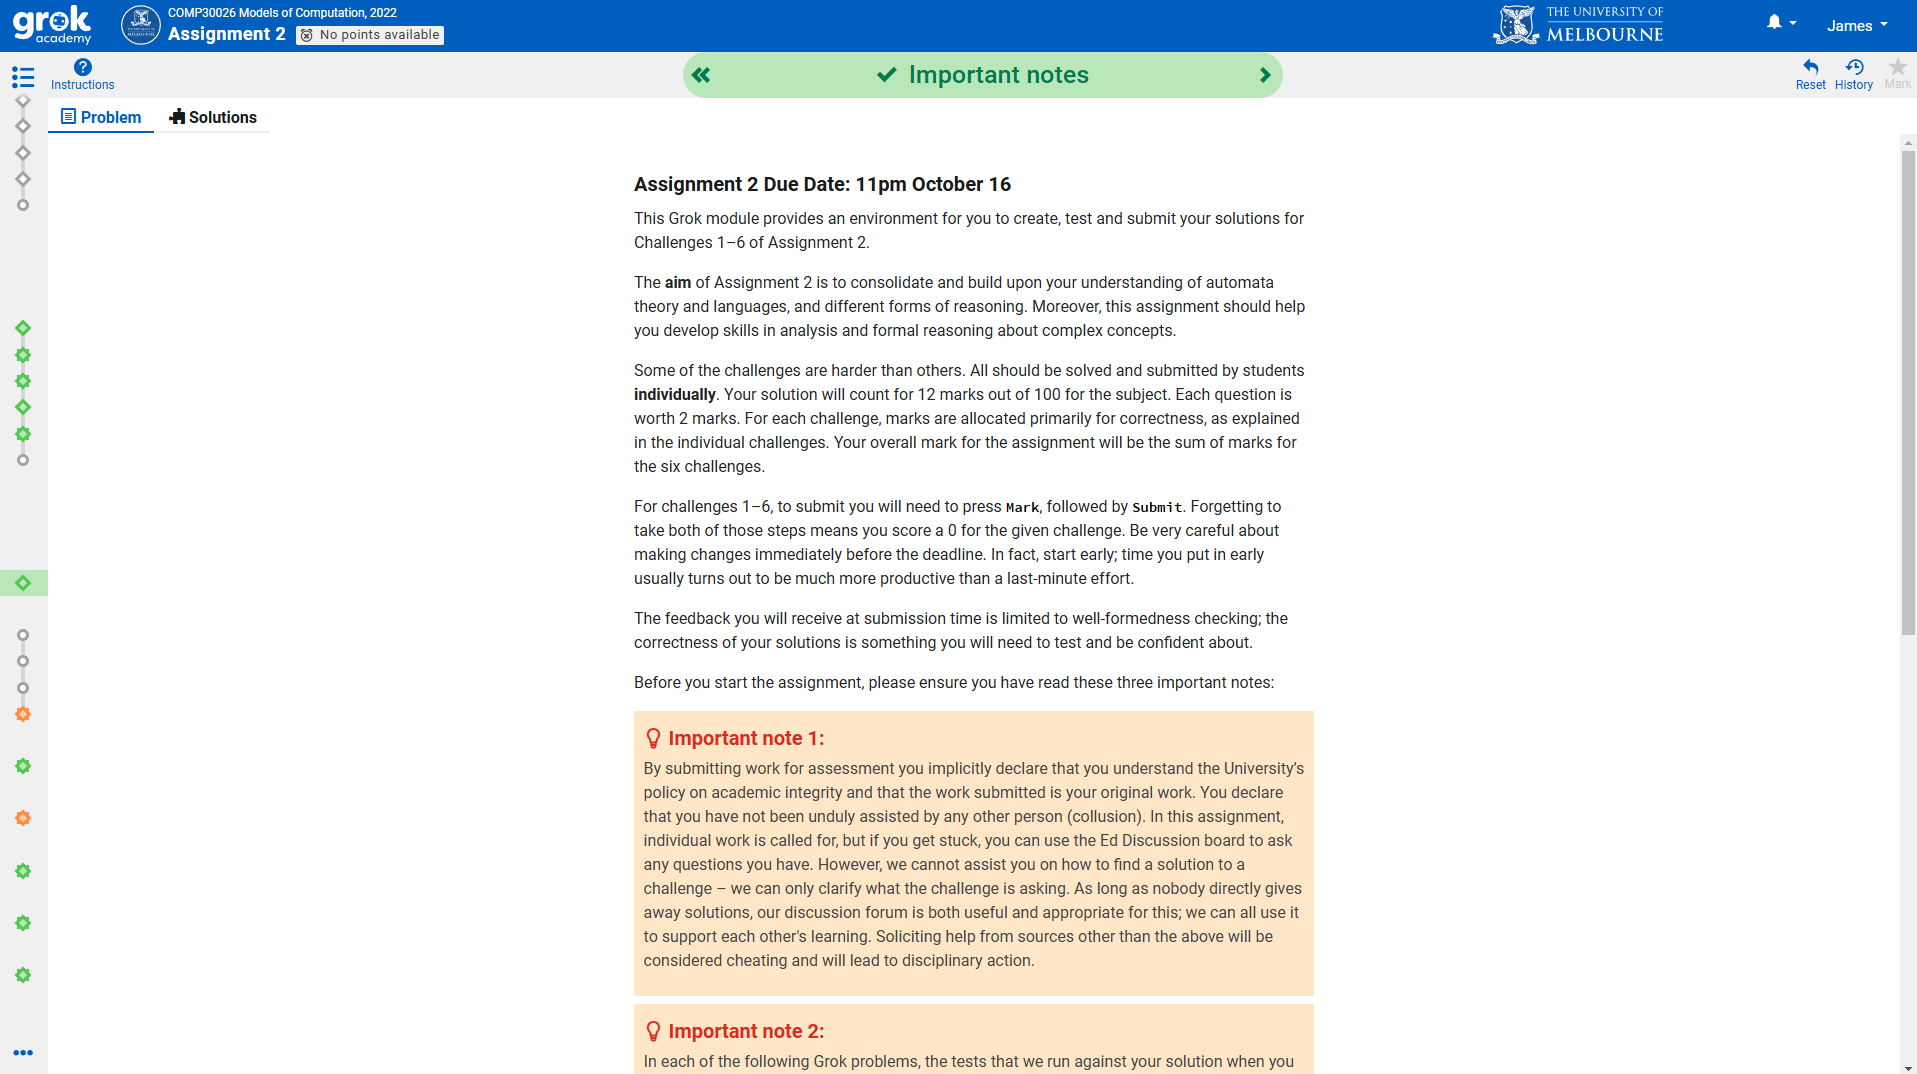 grok
academy
COMP30026 Models of Computation, 2022
Assignment 2
No points available
THE UNIVERSITY OF
MELBOURNE
James
Instructions
Important notes
Reset
History
Mark
Problem
Solutions
Assignment 2 Due Date: 11pm October 16
This Grok module provides an environment for you to create, test and submit your solutions for
Challenges 1–6 of Assignment 2.
The aim of Assignment 2 is to consolidate and build upon your understanding of automata
theory and languages, and different forms of reasoning. Moreover, this assignment should help
you develop skills in analysis and formal reasoning about complex concepts.
Some of the challenges are harder than others. All should be solved and submitted by students
individually. Your solution will count for 12 marks out of 100 for the subject. Each question is
worth 2 marks. For each challenge, marks are allocated primarily for correctness, as explained
in the individual challenges. Your overall mark for the assignment will be the sum of marks for
the six challenges.
For challenges 1–6, to submit you will need to press Mark, followed by Submit. Forgetting to
take both of those steps means you score a 0 for the given challenge. Be very careful about
making changes immediately before the deadline. In fact, start early; time you put in early
usually turns out to be much more productive than a last-minute effort.
The feedback you will receive at submission time is limited to well-formedness checking; the
correctness of your solutions is something you will need to test and be confident about.
Before you start the assignment, please ensure you have read these three important notes:
Important note 1:
By submitting work for assessment you implicitly declare that you understand the University’s
policy on academic integrity and that the work submitted is your original work. You declare
that you have not been unduly assisted by any other person (collusion). In this assignment,
individual work is called for, but if you get stuck, you can use the Ed Discussion board to ask
any questions you have. However, we cannot assist you on how to find a solution to a
challenge – we can only clarify what the challenge is asking. As long as nobody directly gives
away solutions, our discussion forum is both useful and appropriate for this; we can all use it
to support each other's learning. Soliciting help from sources other than the above will be
considered cheating and will lead to disciplinary action.
Important note 2:
In each of the following Grok problems, the tests that we run against your solution when you